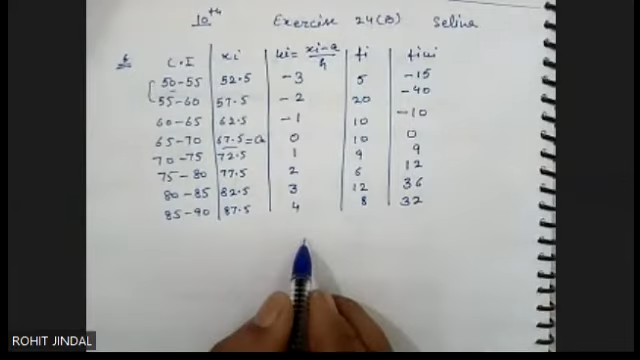 10th Exercise 24(B) Selina
6 C.I xi ui = xi-a/h fi fiui
50-55 52.5 -3 5 -15
55-60 57.5 -2 20 -40
60-65 62.5 -1 10 -10
65-70 67.5=a 0 10 0
70-75 72.5 1 9 9
75-80 77.5 2 6 12
80-85 82.5 3 12 36
85-90 87.5 4 8 32
ROHIT JINDAL